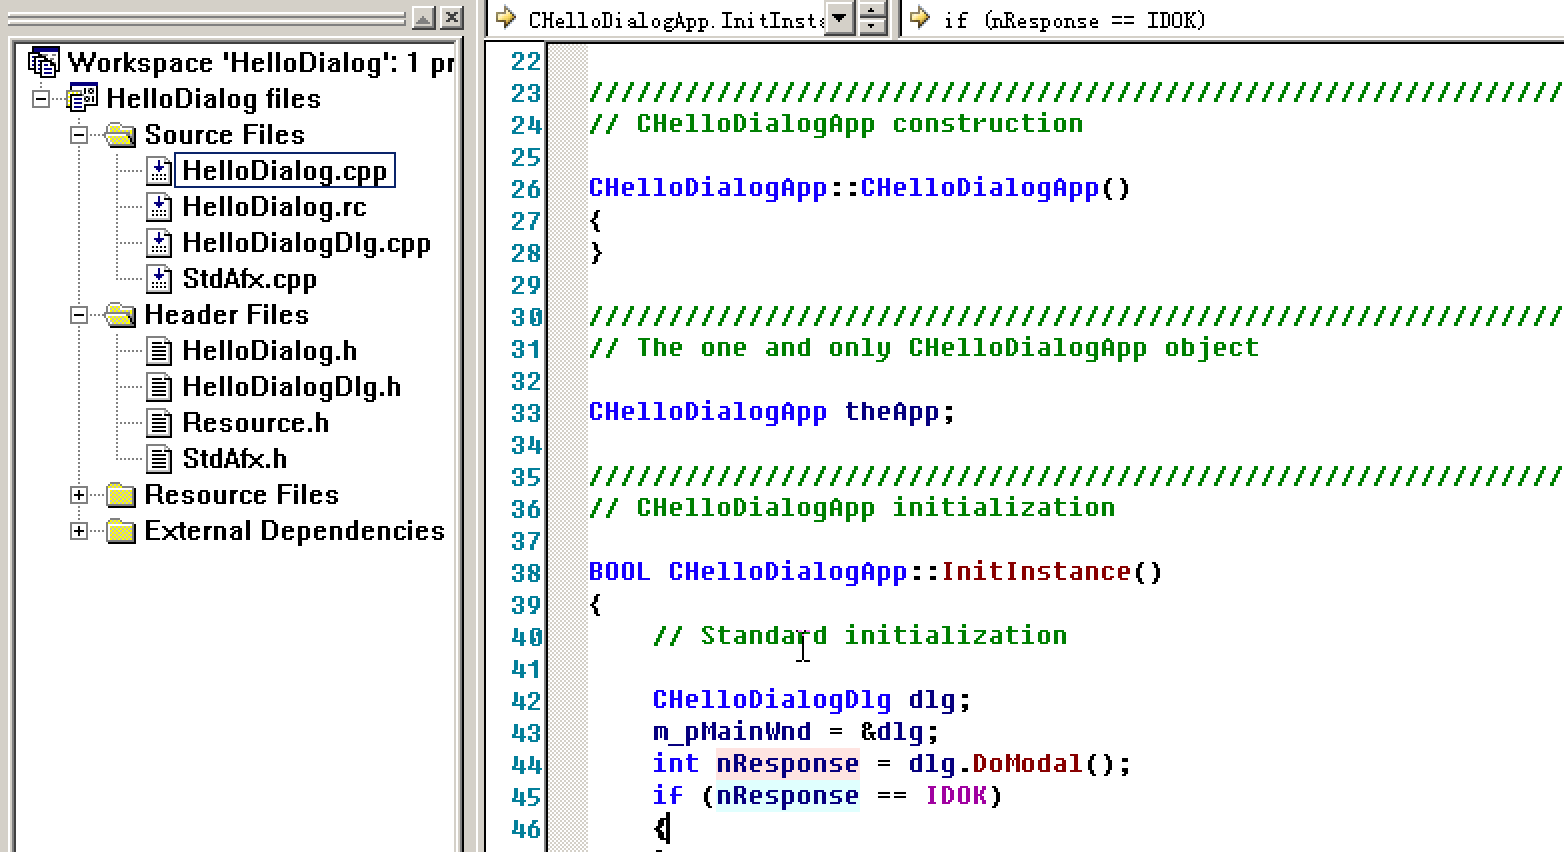 Workspace 'HelloDialog': 1 pr
HelloDialog files
Source Files
HelloDialog.cpp
HelloDialog.rc
HelloDialogDlg.cpp
StdAfx.cpp
Header Files
HelloDialog.h
HelloDialogDlg.h
Resource.h
StdAfx.h
Resource Files
External Dependencies
CHelloDialogApp.InitInst
if (nResponse == IDOK)
22
23 /////////////////////////////////////////////////////////////
24 // CHelloDialogApp construction
25
26 CHelloDialogApp::CHelloDialogApp()
27 {
28 }
29
30 /////////////////////////////////////////////////////////////
31 // The one and only CHelloDialogApp object
32
33 CHelloDialogApp theApp;
34
35 /////////////////////////////////////////////////////////////
36 // CHelloDialogApp initialization
37
38 BOOL CHelloDialogApp::InitInstance()
39 {
40 // Standard initialization
41
42 CHelloDialogDlg dlg;
43 m_pMainWnd = &dlg;
44 int nResponse = dlg.DoModal();
45 if (nResponse == IDOK)
46 {